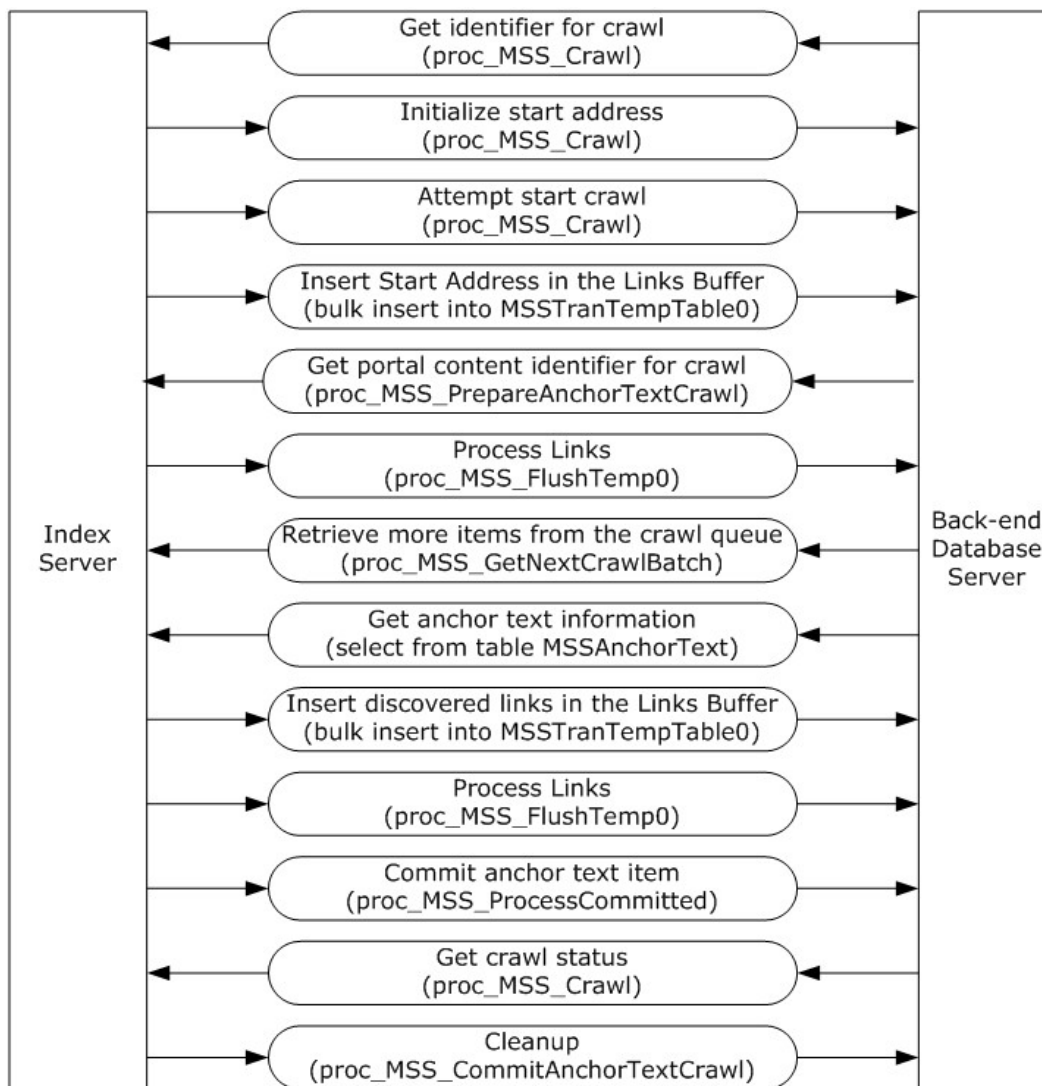 Get identifier for crawl
(proc_MSS_Crawl)
Initialize start address
(proc_MSS_Crawl)
Attempt start crawl
(proc_MSS_Crawl)
Insert Start Address in the Links Buffer
(bulk insert into MSSTranTempTable0)
Get portal content identifier for crawl
(proc_MSS_PrepareAnchorTextCrawl)
Process Links
(proc_MSS_FlushTemp0)
Index
Server
Retrieve more items from the crawl queue
(proc_MSS_GetNextCrawlBatch)
Back-end
Database
Server
Get anchor text information
(select from table MSSAnchorText)
Insert discovered links in the Links Buffer
(bulk insert into MSSTranTempTable0)
Process Links
(proc_MSS_FlushTemp0)
Commit anchor text item
(proc_MSS_ProcessCommitted)
Get crawl status
(proc_MSS_Crawl)
Cleanup
(proc_MSS_CommitAnchorTextCrawl)